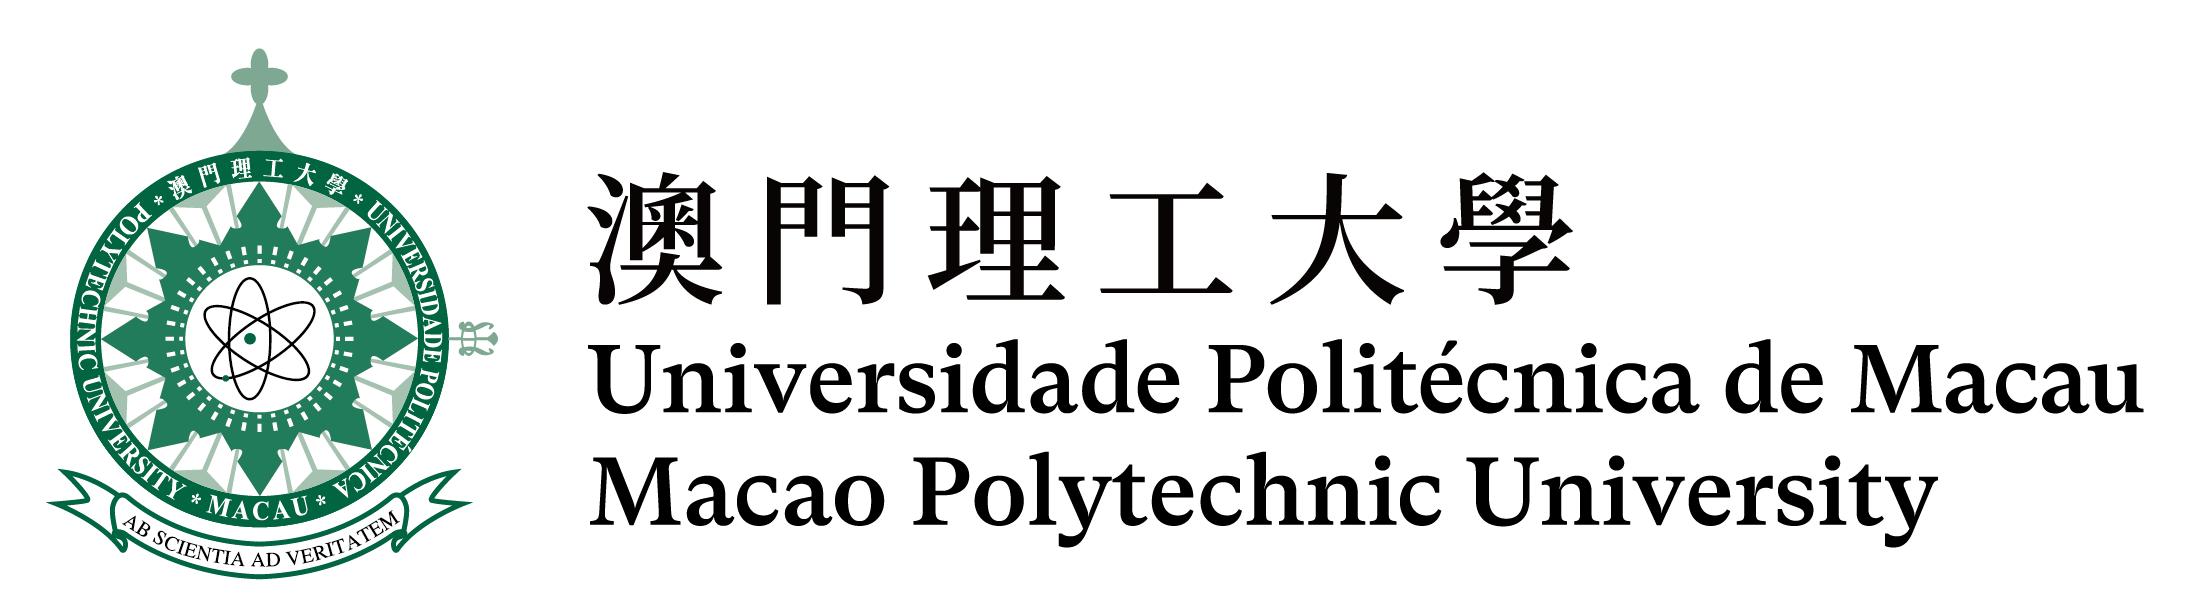 * 澳門理工大學 * UNIVERSIDADE POLITÉCNICA * MACAU * POLYTECHNIC UNIVERSITY
AB SCIENTIA AD VERITATEM
澳門理工大學
Universidade Politécnica de Macau
Macao Polytechnic University